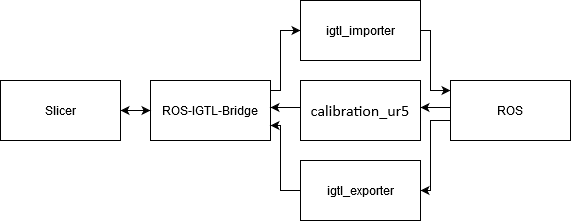 igtl_importer
Slicer
ROS-IGTL-Bridge
calibration_ur5
ROS
igtl_exporter